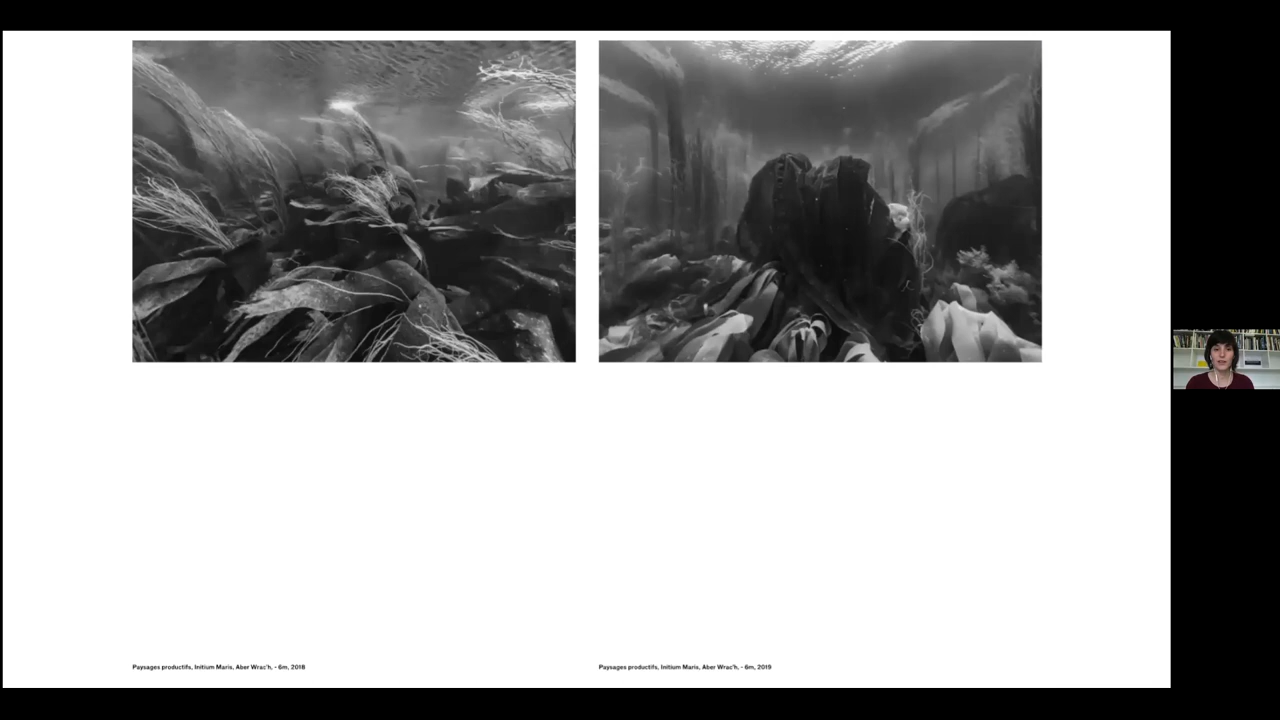 Paysages productifs, Initium Maris, Aber Wrac'h, - 6m, 2018
Paysages productifs, Initium Maris, Aber Wrac'h, - 6m, 2019